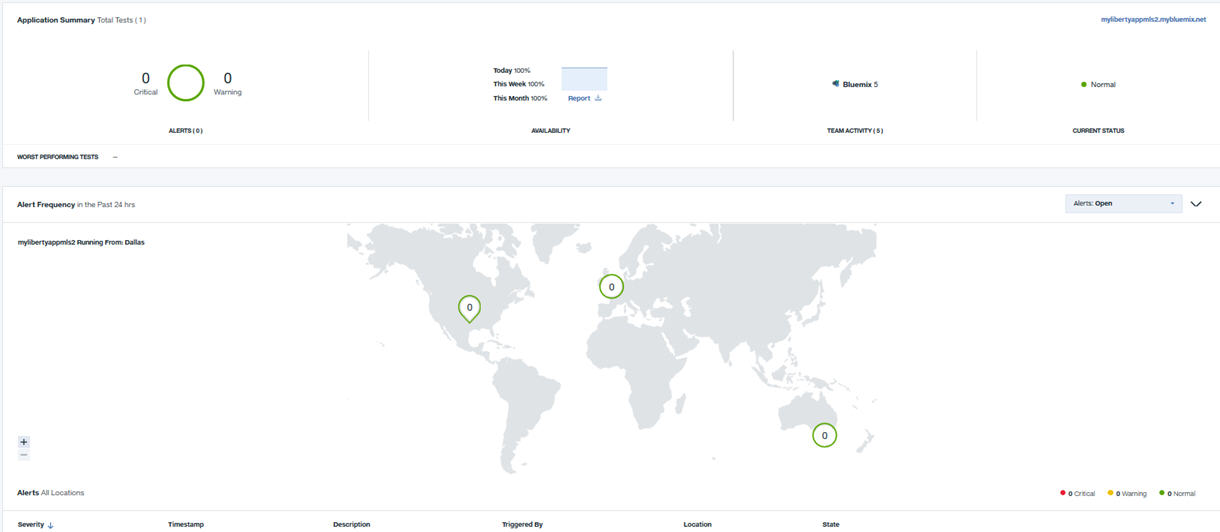 Application Summary Total Tests ( 1 )
mylibertyappmls2.mybluemix.net
0
Critical
0
Warning
Today 100%
This Week 100%
This Month 100%
Report
Bluemix 5
Normal
ALERTS ( 0 )
AVAILABILITY
TEAM ACTIVITY ( 5 )
CURRENT STATUS
WORST PERFORMING TESTS –
Alert Frequency in the Past 24 hrs
Alerts: Open
mylibertyappmls2 Running From: Dallas
0
0
0
+
–
Alerts All Locations
0 Critical
0 Warning
0 Normal
Severity
Timestamp
Description
Triggered By
Location
State